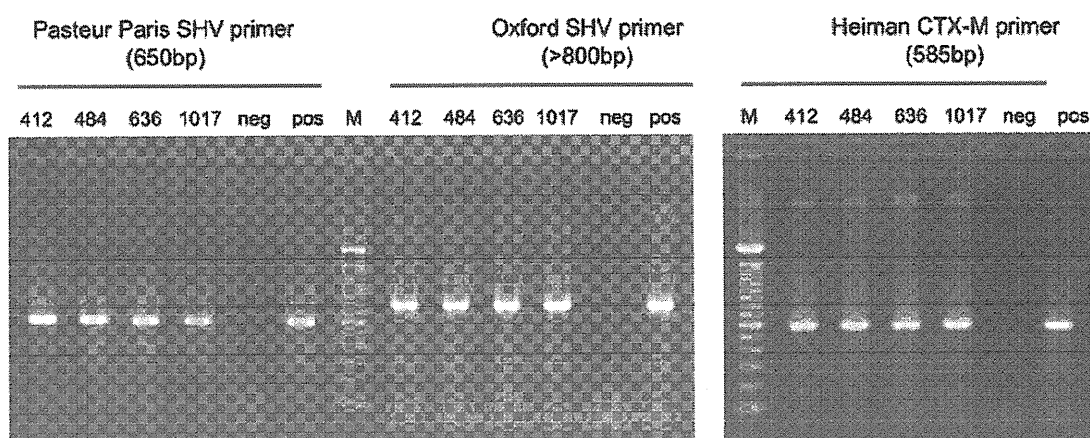 Pasteur Paris SHV primer
(650bp)
Oxford SHV primer
(>800bp)
Heiman CTX-M primer
(585bp)
412 484 636 1017 neg pos M 412 484 636 1017 neg pos
M 412 484 636 1017 neg pos